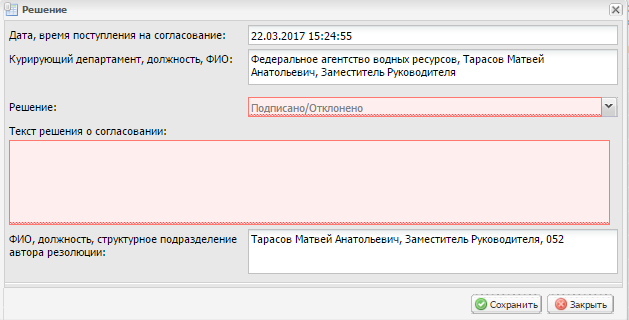 Решение
Дата, время поступления на согласование:
22.03.2017 15:24:55
Курирующий департамент, должность, ФИО:
Федеральное агентство водных ресурсов, Тарасов Матвей
Анатольевич, Заместитель Руководителя
Решение:
Подписано/Отклонено
Текст решения о согласовании:
ФИО, должность, структурное подразделение
автора резолюции:
Тарасов Матвей Анатольевич, Заместитель Руководителя, 052
Сохранить
Закрыть